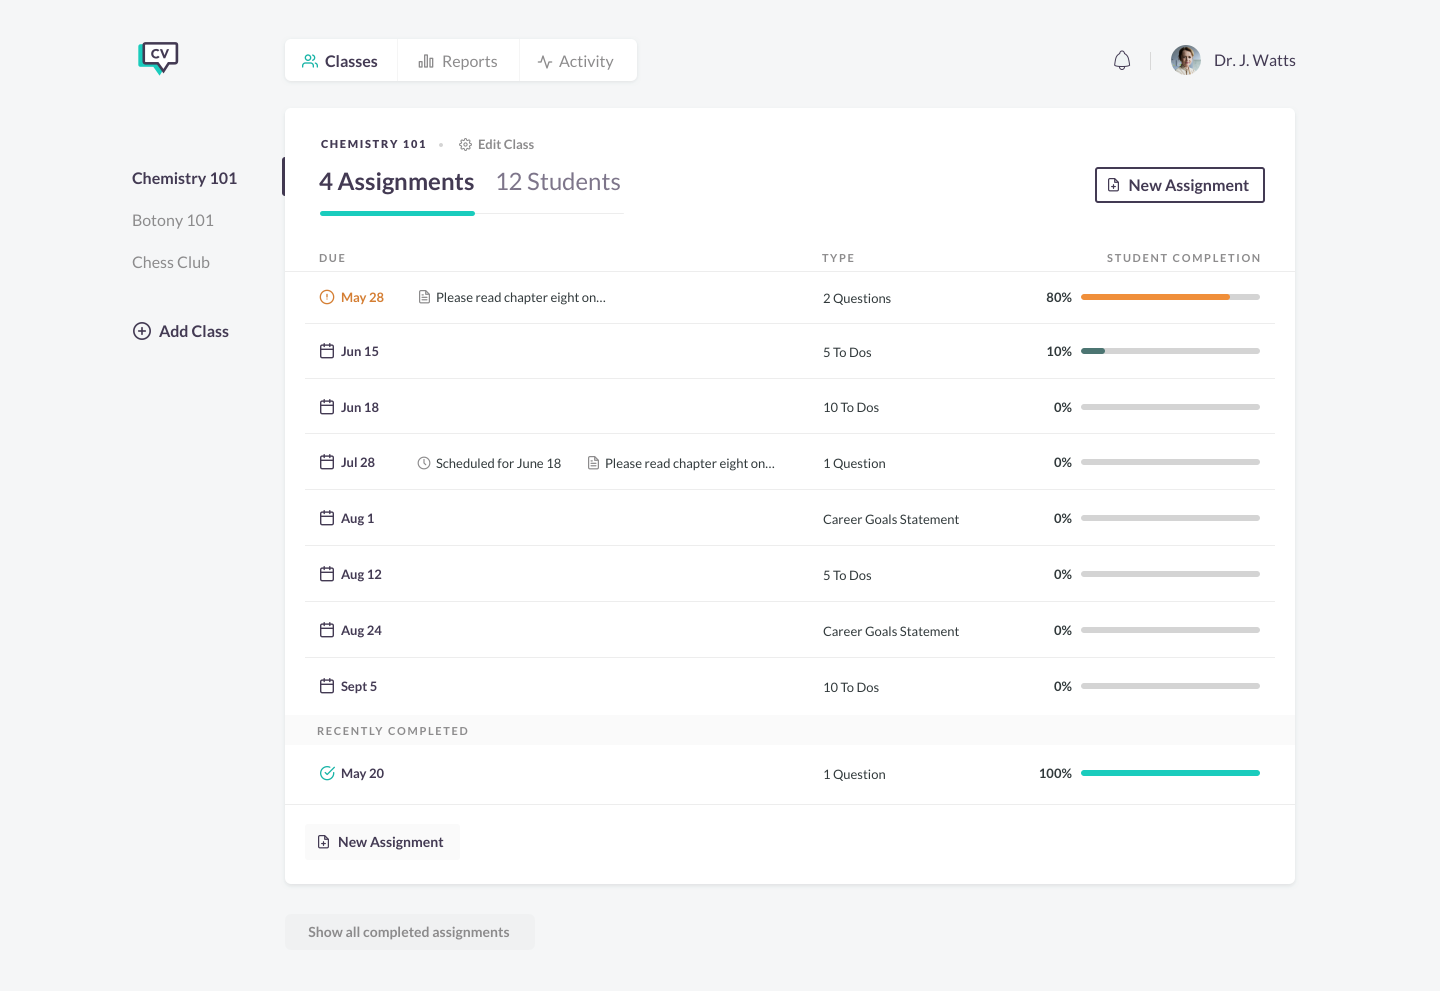 CV
Classes
Reports
Activity
Dr. J. Watts
Chemistry 101
Botony 101
Chess Club
Add Class
CHEMISTRY 101 • Edit Class
4 Assignments 12 Students
New Assignment
DUE TYPE STUDENT COMPLETION
May 28 Please read chapter eight on... 2 Questions 80%
Jun 15 5 To Dos 10%
Jun 18 10 To Dos 0%
Jul 28 Scheduled for June 18 Please read chapter eight on... 1 Question 0%
Aug 1 Career Goals Statement 0%
Aug 12 5 To Dos 0%
Aug 24 Career Goals Statement 0%
Sept 5 10 To Dos 0%
RECENTLY COMPLETED
May 20 1 Question 100%
New Assignment
Show all completed assignments